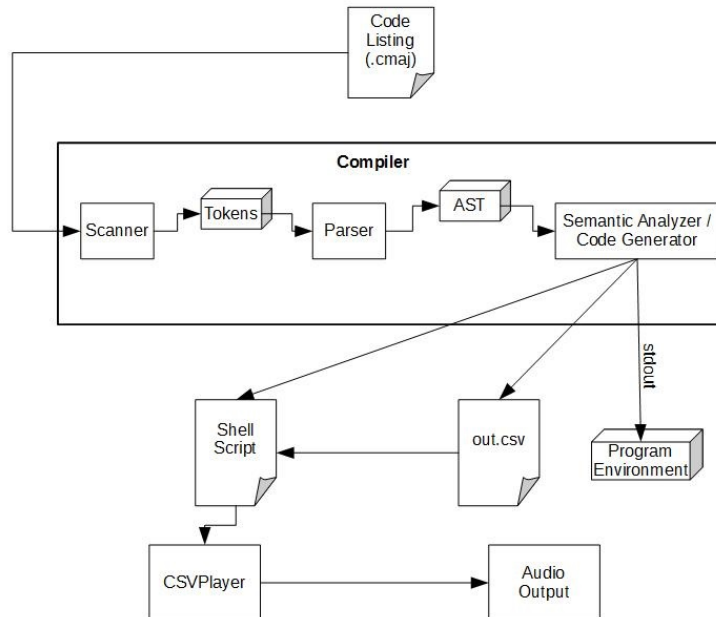 Code
Listing
(.cmaj)
Compiler
Scanner
Tokens
Parser
AST
Semantic Analyzer /
Code Generator
stdout
Shell
Script
out.csv
Program
Environment
CSVPlayer
Audio
Output